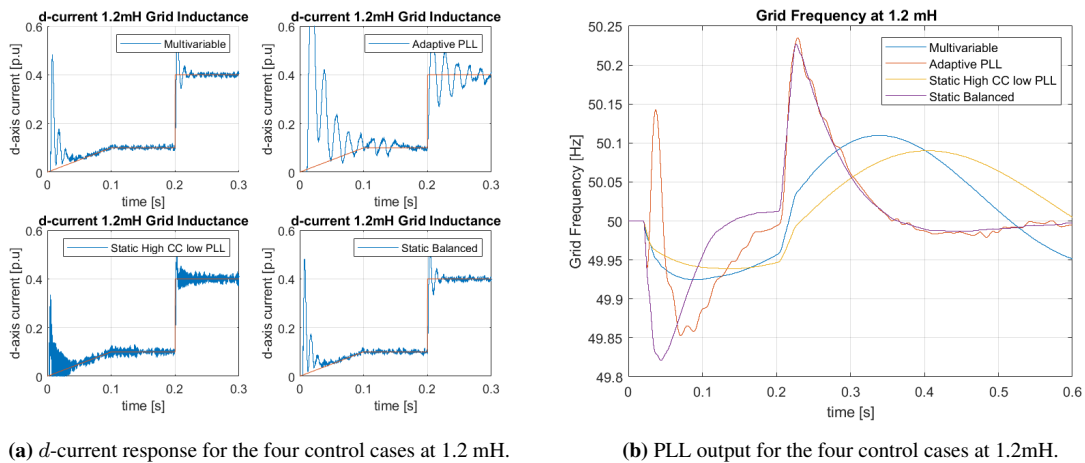 d-current 1.2mH Grid Inductance
0.6
0.4
0.2
0
d-axis current [p.u]
Multivariable
0 0.1 0.2 0.3
time [s]
d-current 1.2mH Grid Inductance
0.6
0.4
0.2
0
d-axis current [p.u]
Adaptive PLL
0 0.1 0.2 0.3
time [s]
d-current 1.2mH Grid Inductance
0.6
0.4
0.2
0
d-axis current [p.u]
Static High CC low PLL
0 0.1 0.2 0.3
time [s]
d-current 1.2mH Grid Inductance
0.6
0.4
0.2
0
d-axis current [p.u]
Static Balanced
0 0.1 0.2 0.3
time [s]
(a) d-current response for the four control cases at 1.2 mH.
Grid Frequency at 1.2 mH
50.25
50.2
50.15
50.1
50.05
50
49.95
49.9
49.85
49.8
Grid Frequency [Hz]
Multivariable
Adaptive PLL
Static High CC low PLL
Static Balanced
0 0.1 0.2 0.3 0.4 0.5 0.6
time [s]
(b) PLL output for the four control cases at 1.2mH.